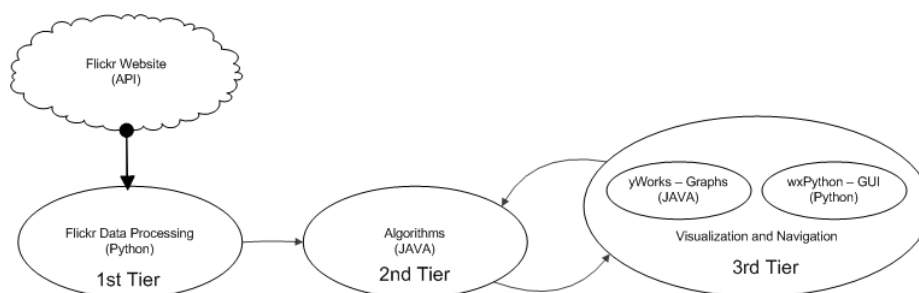 Flickr Website
(API)
Flickr Data Processing
(Python)
1st Tier
Algorithms
(JAVA)
2nd Tier
yWorks – Graphs
(JAVA)
wxPython – GUI
(Python)
Visualization and Navigation
3rd Tier